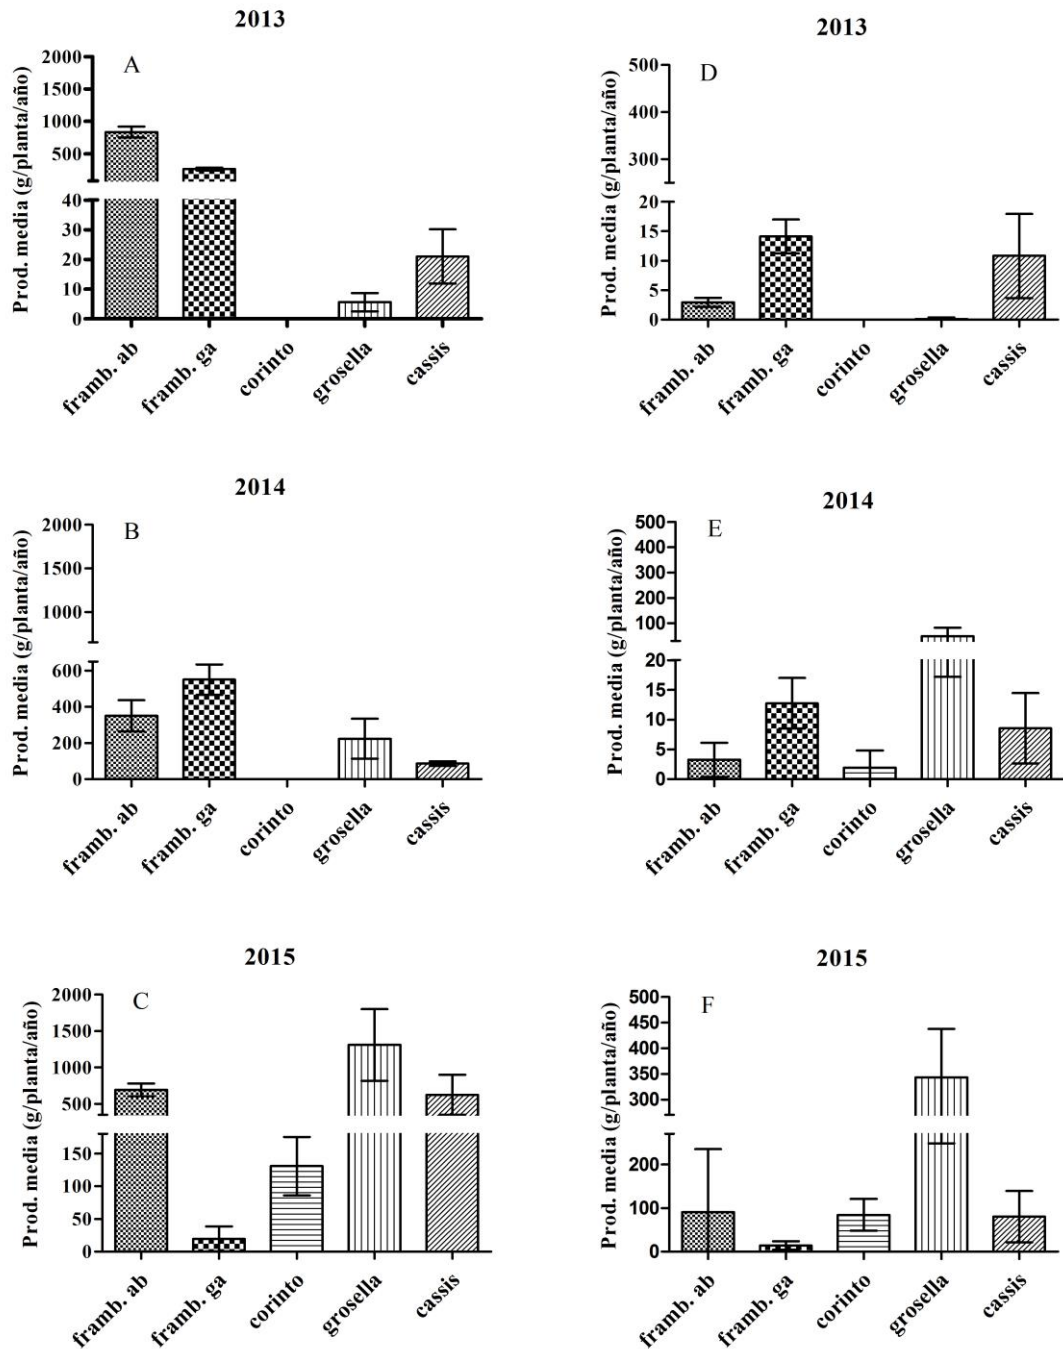 2013
A
Prod. media (g/planta/año)
2000
1500
1000
500
40
30
20
10
0
framb. ab
framb. ga
corinto
grosella
cassis
2013
D
Prod. media (g/planta/año)
500
400
300
20
15
10
5
0
framb. ab
framb. ga
corinto
grosella
cassis
2014
B
Prod. media (g/planta/año)
2000
1500
1000
600
400
200
0
framb. ab
framb. ga
corinto
grosella
cassis
2014
E
Prod. media (g/planta/año)
500
400
300
200
100
20
15
10
5
0
framb. ab
framb. ga
corinto
grosella
cassis
2015
C
Prod. media (g/planta/año)
2000
1500
1000
500
150
100
50
0
framb. ab
framb. ga
corinto
grosella
cassis
2015
F
Prod. media (g/planta/año)
500
450
400
350
300
200
100
0
framb. ab
framb. ga
corinto
grosella
cassis